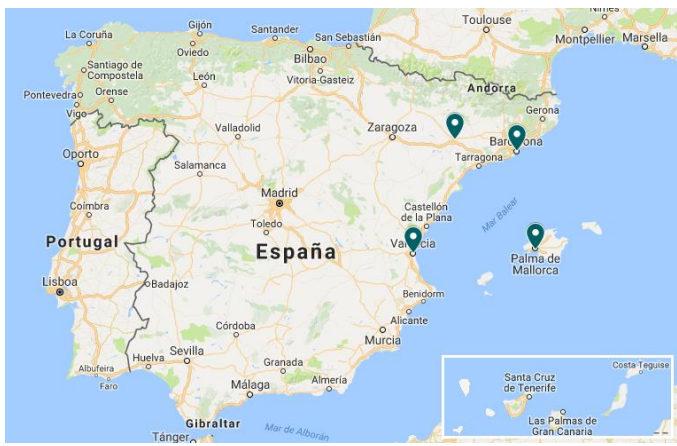 Toulouse
Nimes
Montpellier
Marsella
La Coruña
Gijón
Santander
San Sebastián
Oviedo
Bilbao
Santiago de
Compostela
León
Vitoria-Gasteiz
Andorra
Pontevedra
Orense
Vigo
Gerona
Valladolid
Zaragoza
Barcelona
Oporto
Salamanca
Tarragona
Madrid
Coímbra
Toledo
Castellón
de la Plana
Mar Balear
Portugal
España
Valencia
Palma de
Mallorca
Lisboa
Badajoz
Benidorm
Alicante
Córdoba
Murcia
Huelva
Sevilla
Granada
Albufeira
Faro
Málaga
Almería
Costa Teguise
Santa Cruz
de Tenerife
Gibraltar
Las Palmas de
Gran Canaria
Tánger
Mar de Alborán